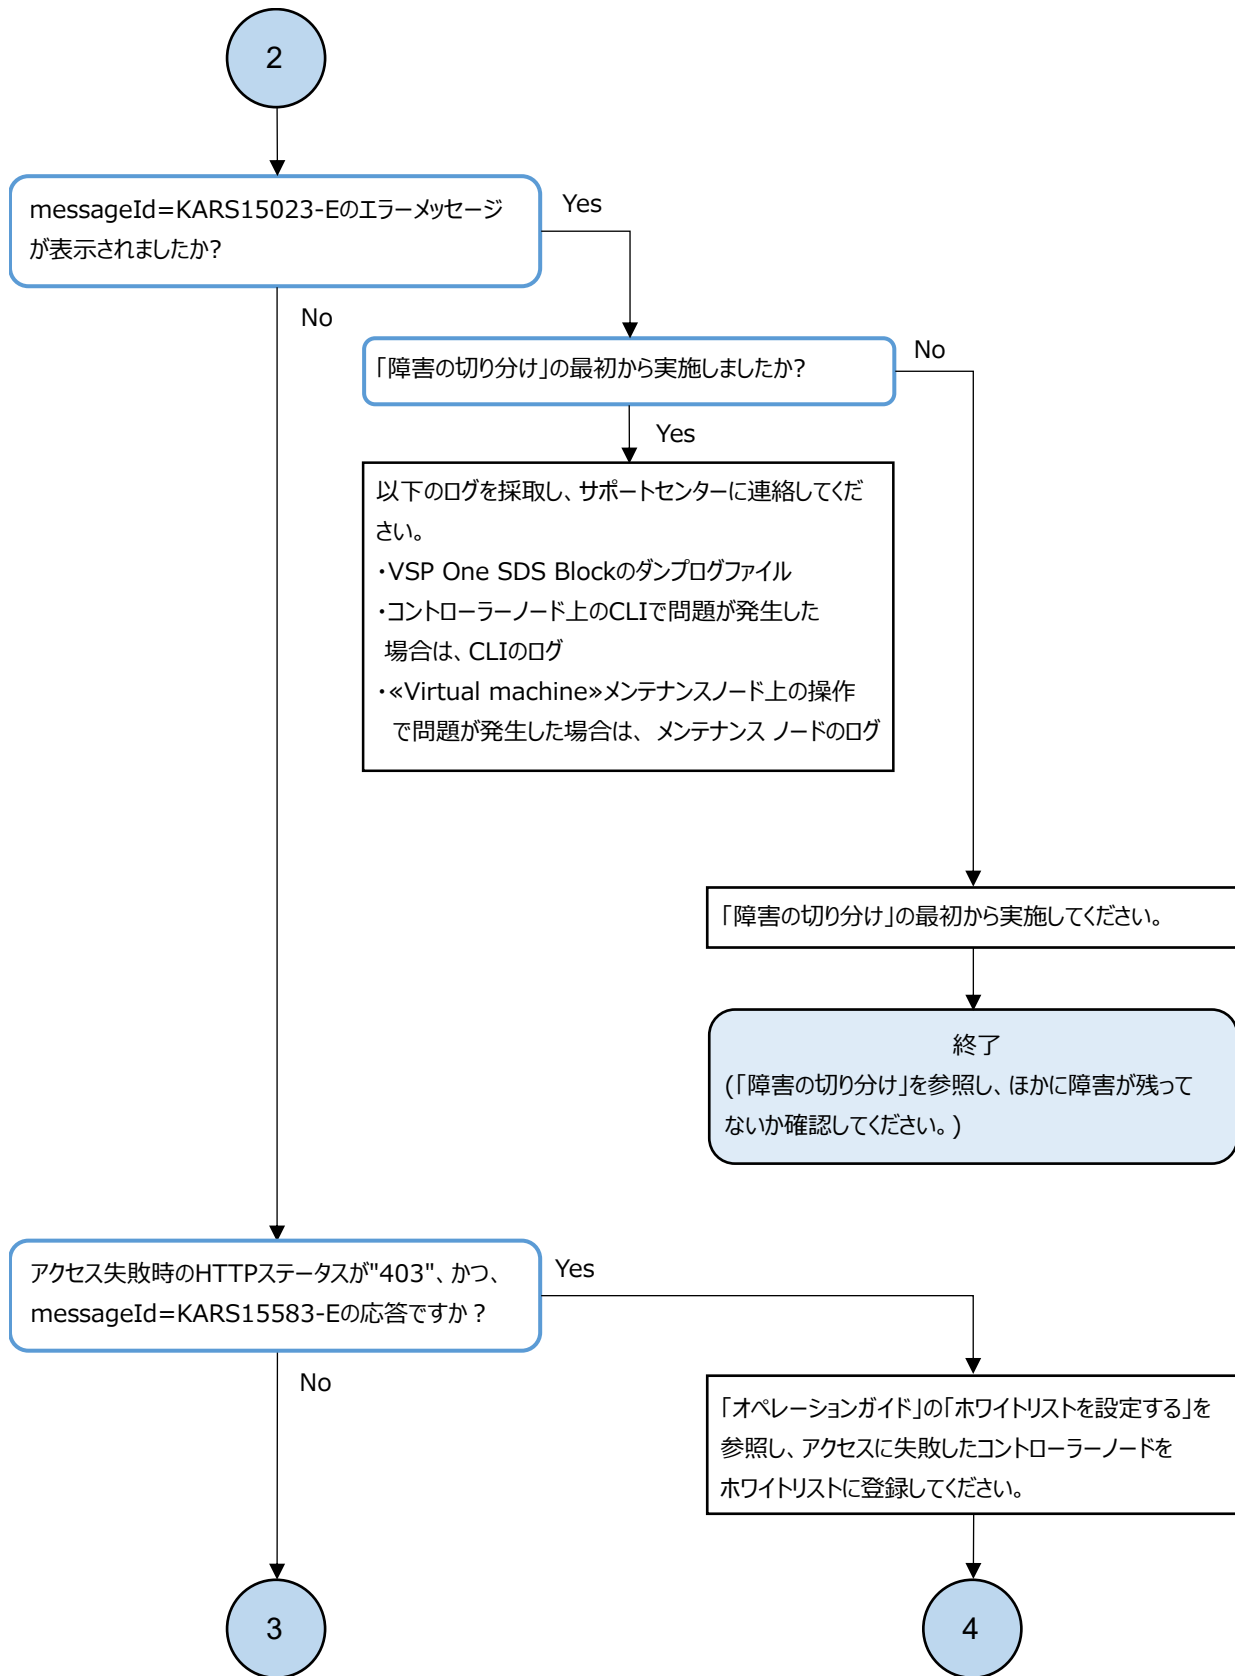 2
messageId=KARS15023-Eのエラーメッセージ
が表示されましたか?
Yes
No
「障害の切り分け」の最初から実施しましたか?
No
Yes
以下のログを採取し、サポートセンターに連絡してくだ
さい。
・VSP One SDS Blockのダンプログファイル
・コントローラーノード上のCLIで問題が発生した
場合は、CLIのログ
・«Virtual machine»メンテナンスノード上の操作
で問題が発生した場合は、メンテナンス ノードのログ
「障害の切り分け」の最初から実施してください。
終了
(「障害の切り分け」を参照し、ほかに障害が残って
ないか確認してください。)
アクセス失敗時のHTTPステータスが"403"、かつ、
messageId=KARS15583-Eの応答ですか？
Yes
No
「オペレーションガイド」の「ホワイトリストを設定する」を
参照し、アクセスに失敗したコントローラーノードを
ホワイトリストに登録してください。
3
4